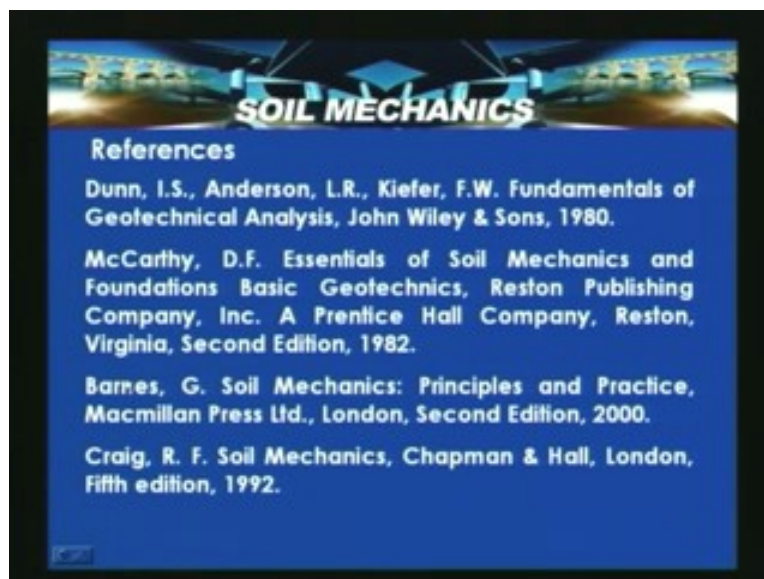 SOIL MECHANICS
References
Dunn, I.S., Anderson, L.R., Kiefer, F.W. Fundamentals of
Geotechnical Analysis, John Wiley & Sons, 1980.
McCarthy, D.F. Essentials of Soil Mechanics and
Foundations Basic Geotechnics, Reston Publishing
Company, Inc. A Prentice Hall Company, Reston,
Virginia, Second Edition, 1982.
Barnes, G. Soil Mechanics: Principles and Practice,
Macmillan Press Ltd., London, Second Edition, 2000.
Craig, R. F. Soil Mechanics, Chapman & Hall, London,
Fifth edition, 1992.